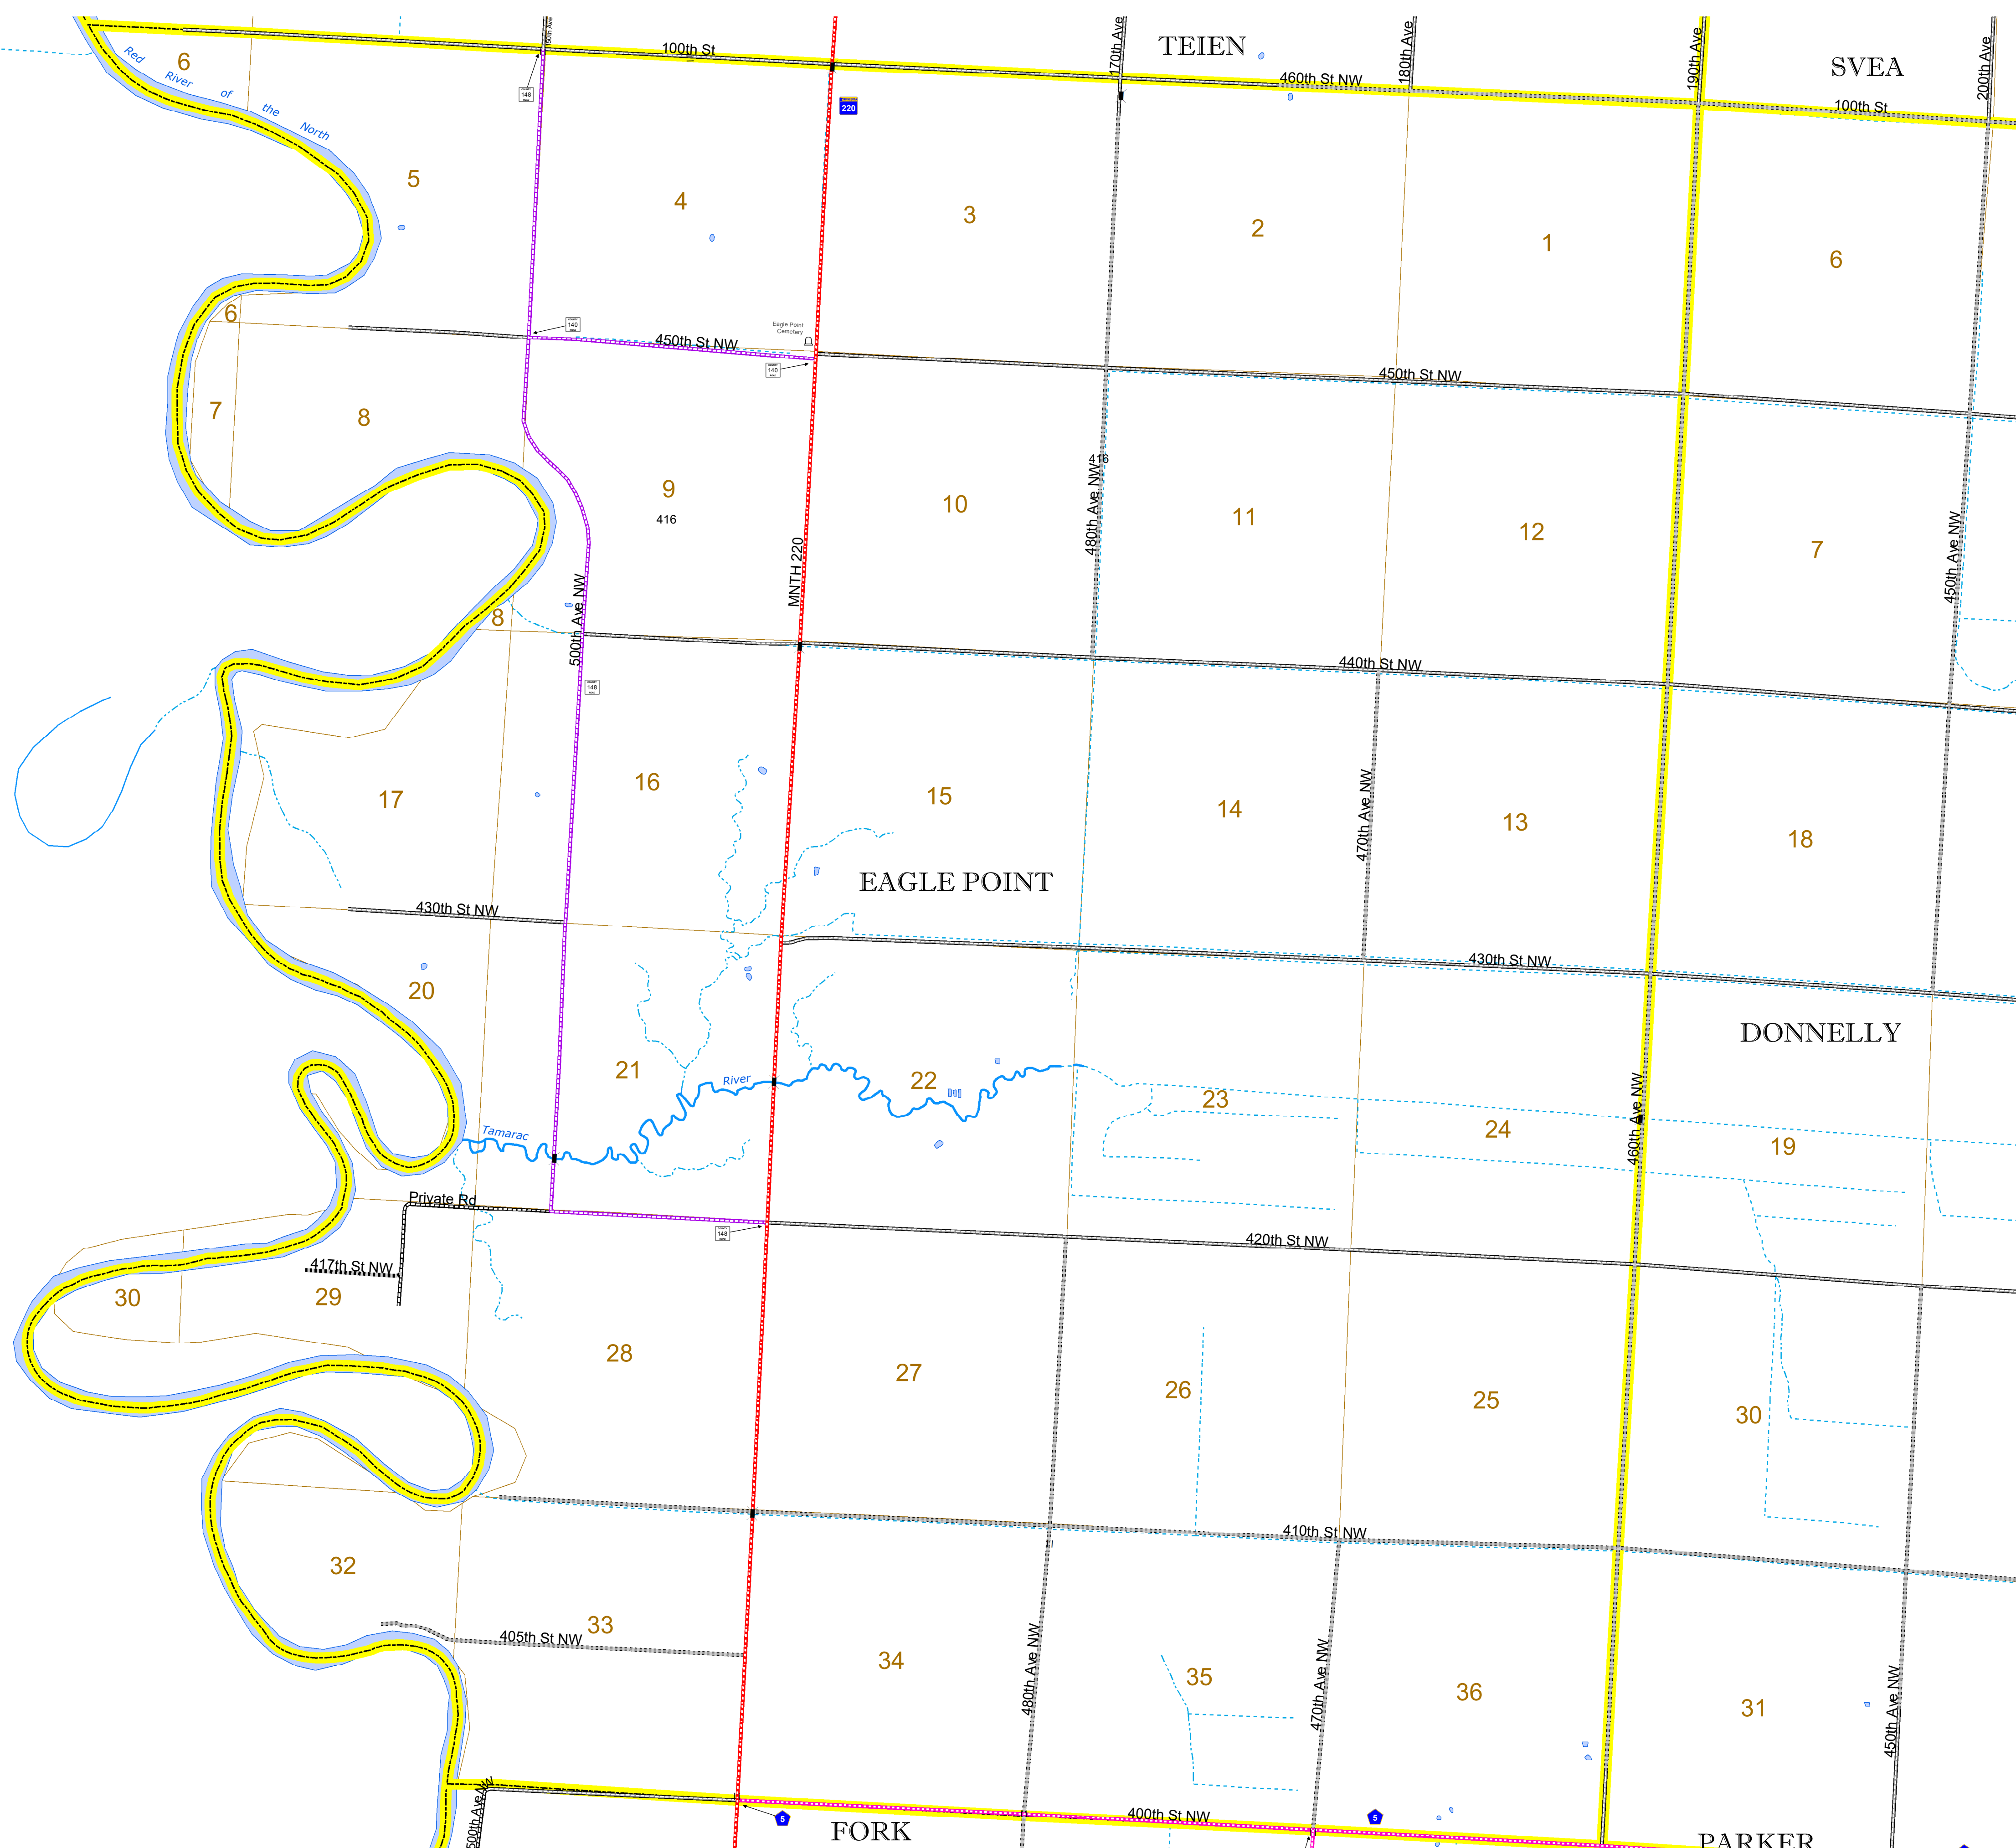 150th Ave
170th Ave
180th Ave
190th Ave
200th Ave
TEIEN
SVEA
100th St
460th St NW
100th St
Red River of the North
6
148
220
5
4
3
2
1
6
6
140
Eagle Point
Cemetery
450th St NW
140
450th St NW
7
8
9
416
10
480th Ave NW
416
11
12
7
450th Ave NW
MNTH 220
500th Ave NW
8
148
440th St NW
17
16
15
14
470th Ave NW
13
18
EAGLE POINT
430th St NW
430th St NW
20
DONNELLY
21
River
22
23
24
460th Ave NW
19
Tamarac
Private Rd
148
420th St NW
417th St NW
30
29
28
27
26
25
30
410th St NW
32
33
405th St NW
34
480th Ave NW
35
470th Ave NW
36
31
450th Ave NW
500th Ave NW
5
400th St NW
5
FORK
PARKER